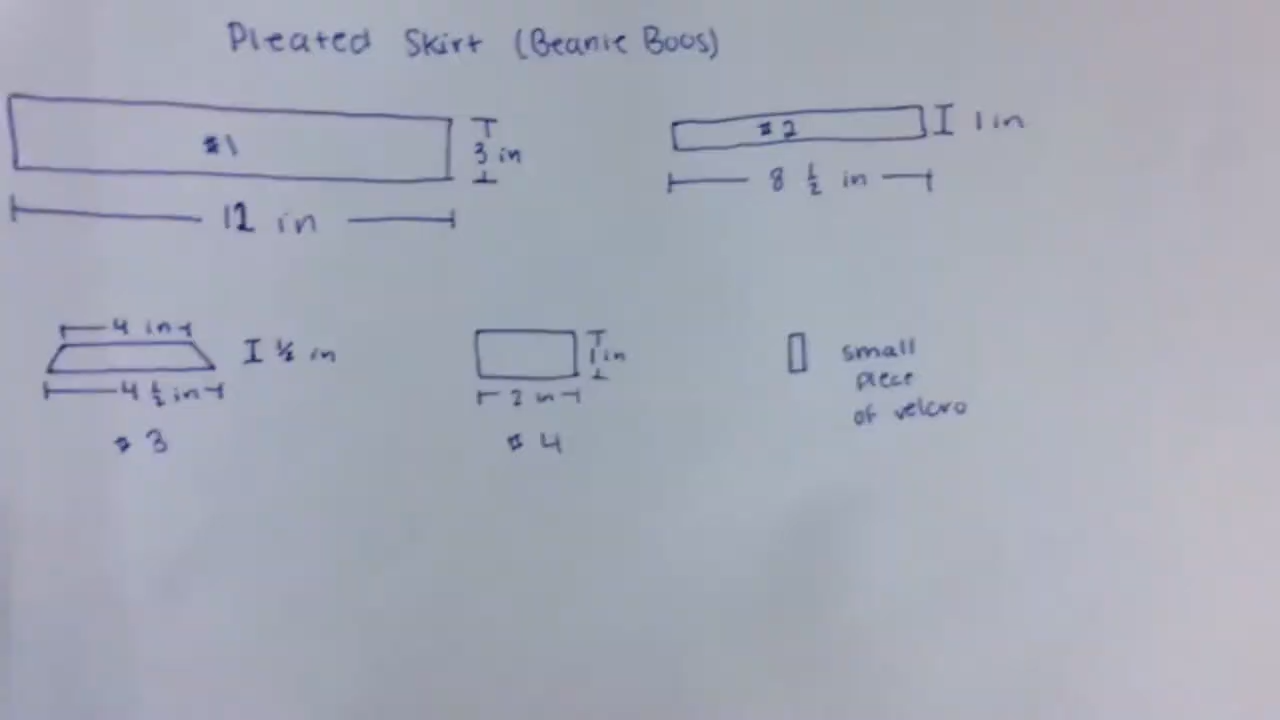 Pleated Skirt (Beanie Boos)
#1
3 in
12 in
#2
1 in
8 1/2 in
4 in
1/2 in
4 1/2 in
#3
1 in
2 in
#4
small
piece
of velcro